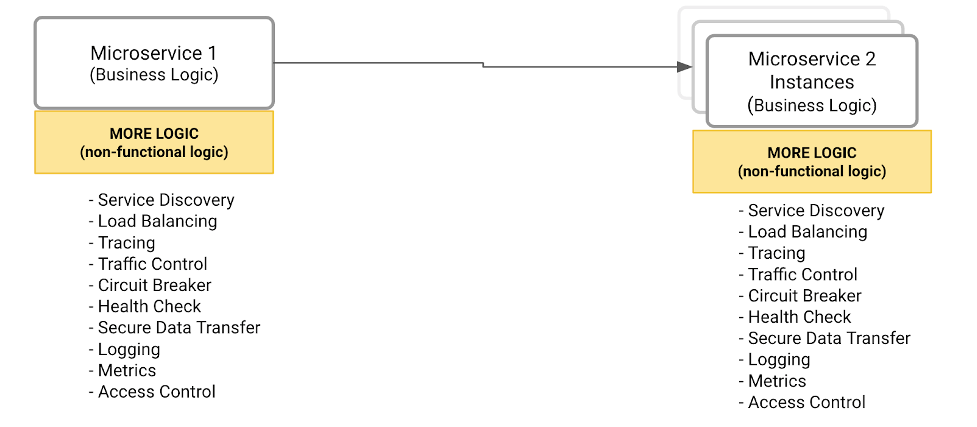 Microservice 1
(Business Logic)
MORE LOGIC
(non-functional logic)
- Service Discovery
- Load Balancing
- Tracing
- Traffic Control
- Circuit Breaker
- Health Check
- Secure Data Transfer
- Logging
- Metrics
- Access Control
Microservice 2
Instances
(Business Logic)
MORE LOGIC
(non-functional logic)
- Service Discovery
- Load Balancing
- Tracing
- Traffic Control
- Circuit Breaker
- Health Check
- Secure Data Transfer
- Logging
- Metrics
- Access Control